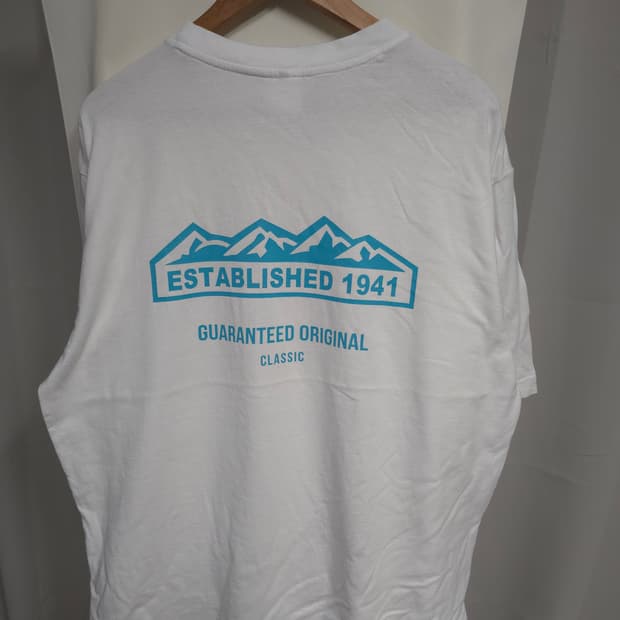 ESTABLISHED 1941
GUARANTEED ORIGINAL
CLASSIC